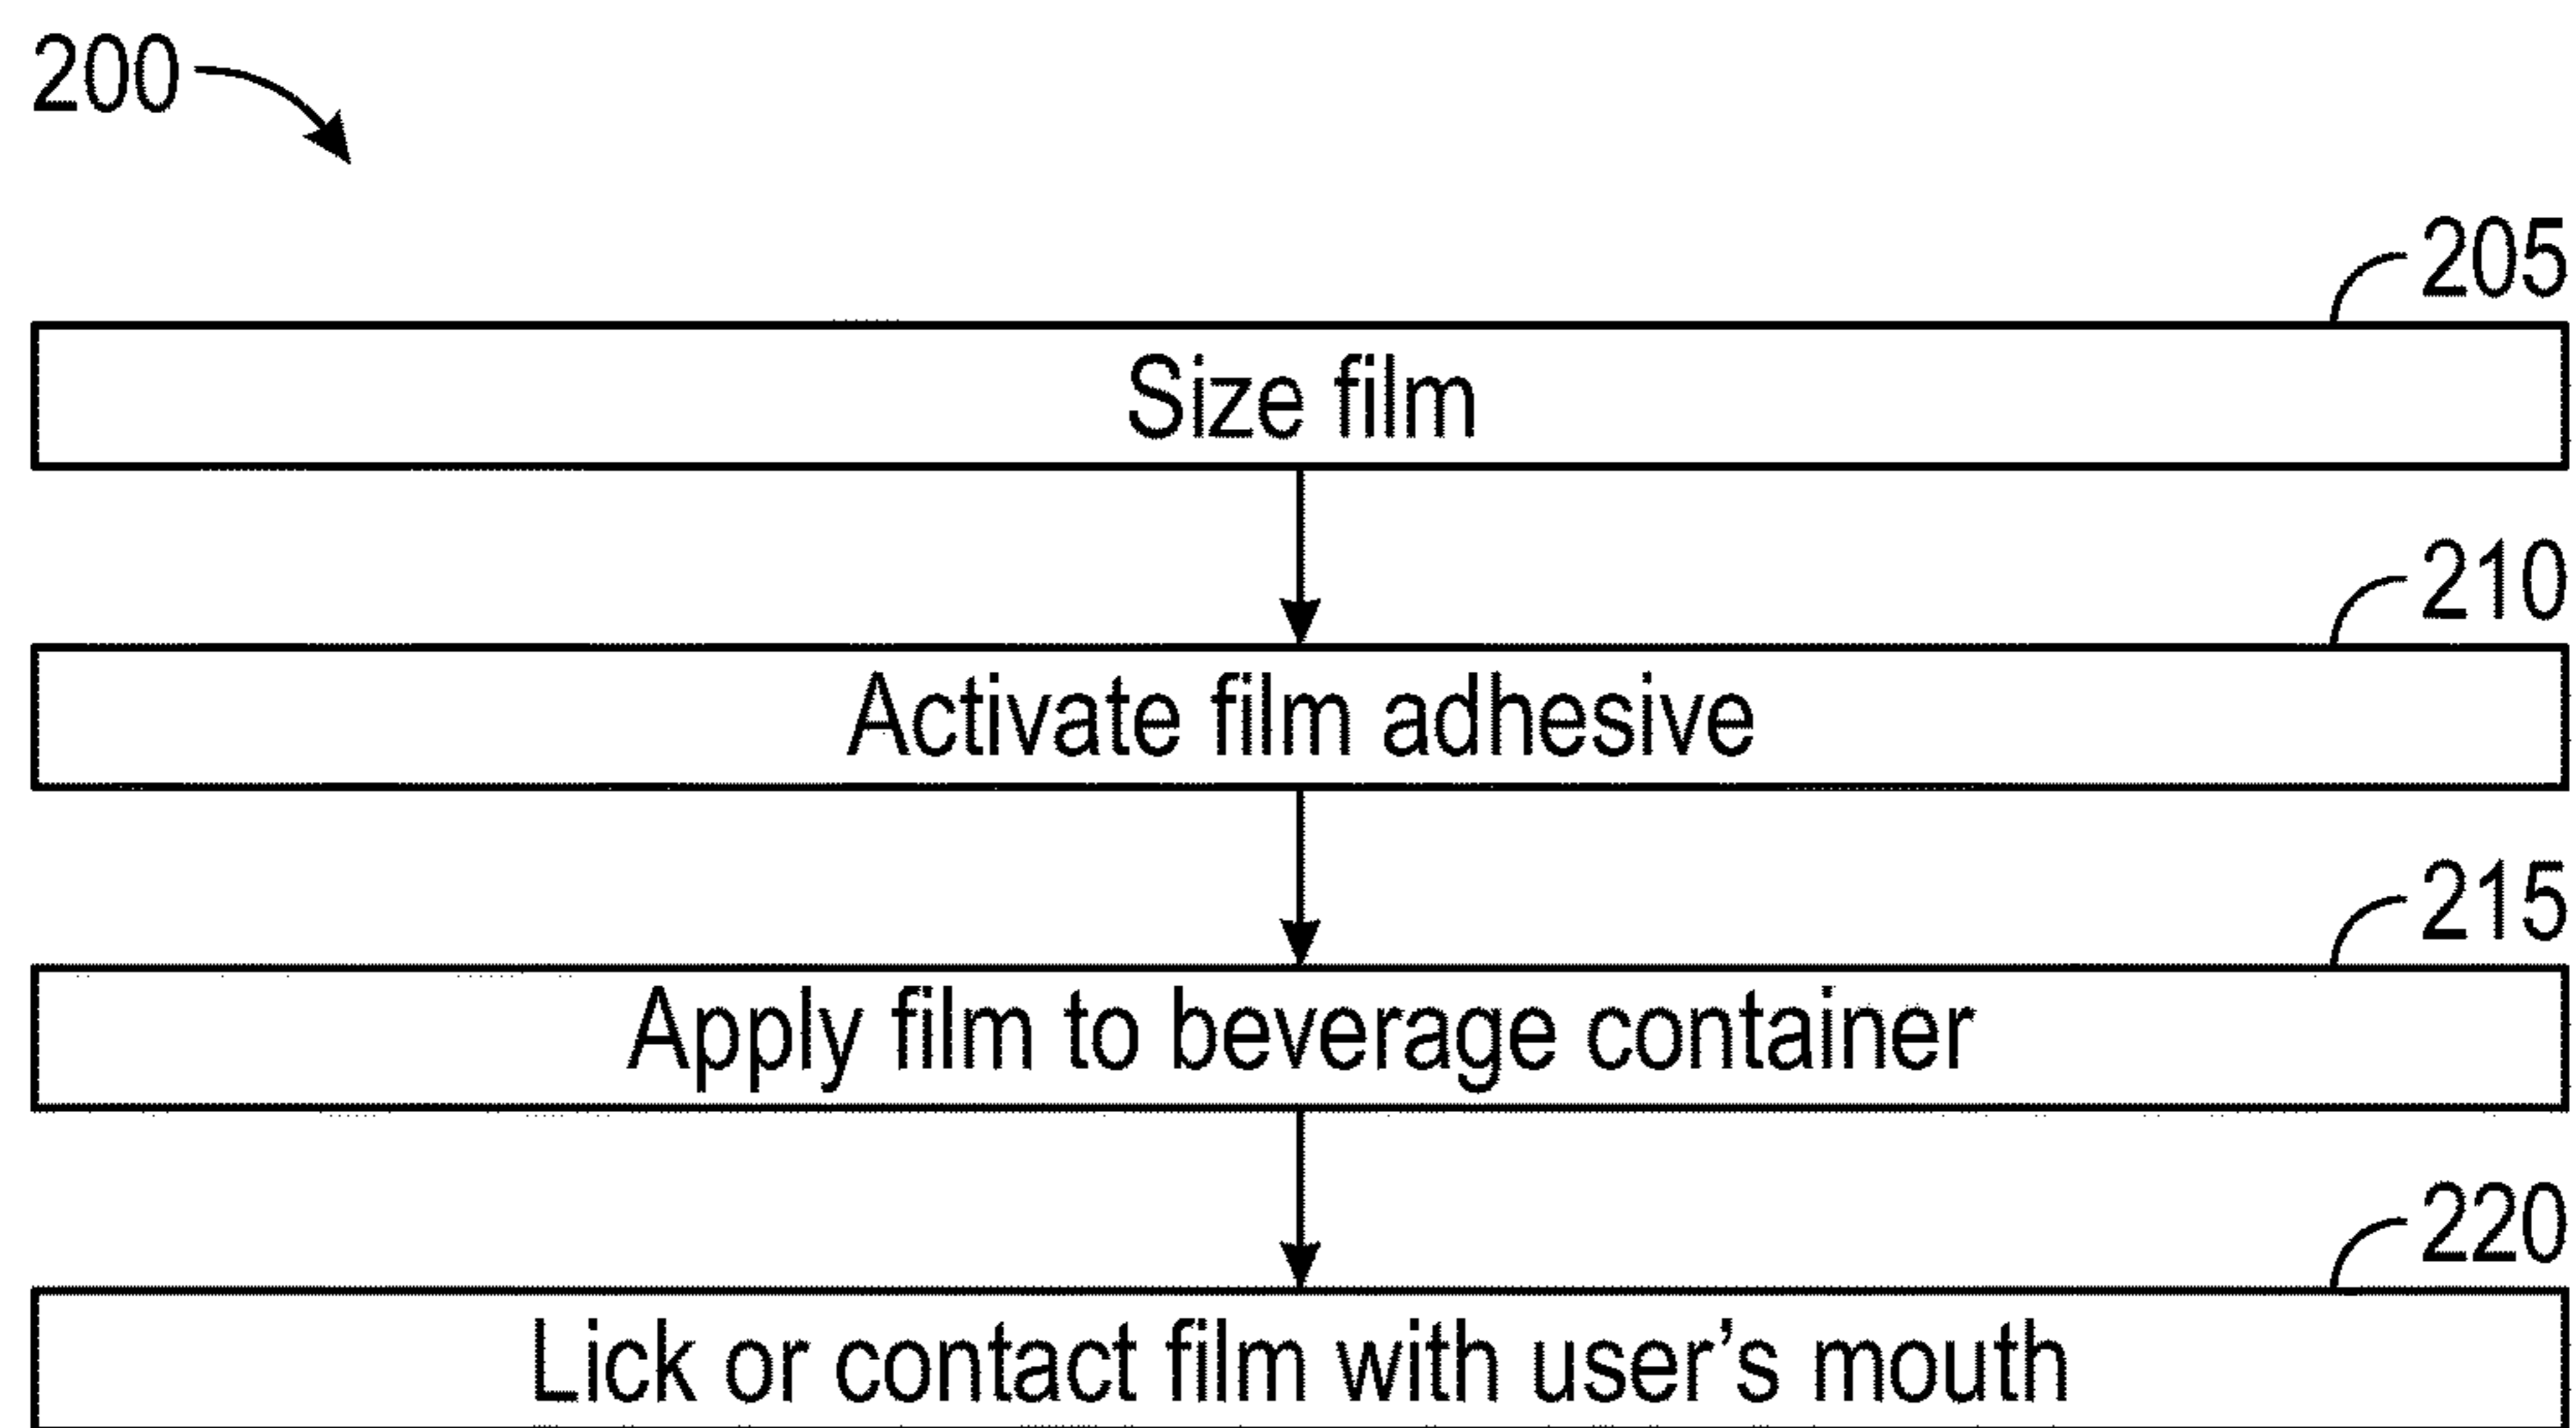 200
205
Size film
210
Activate film adhesive
215
Apply film to beverage container
220
Lick or contact film with user's mouth